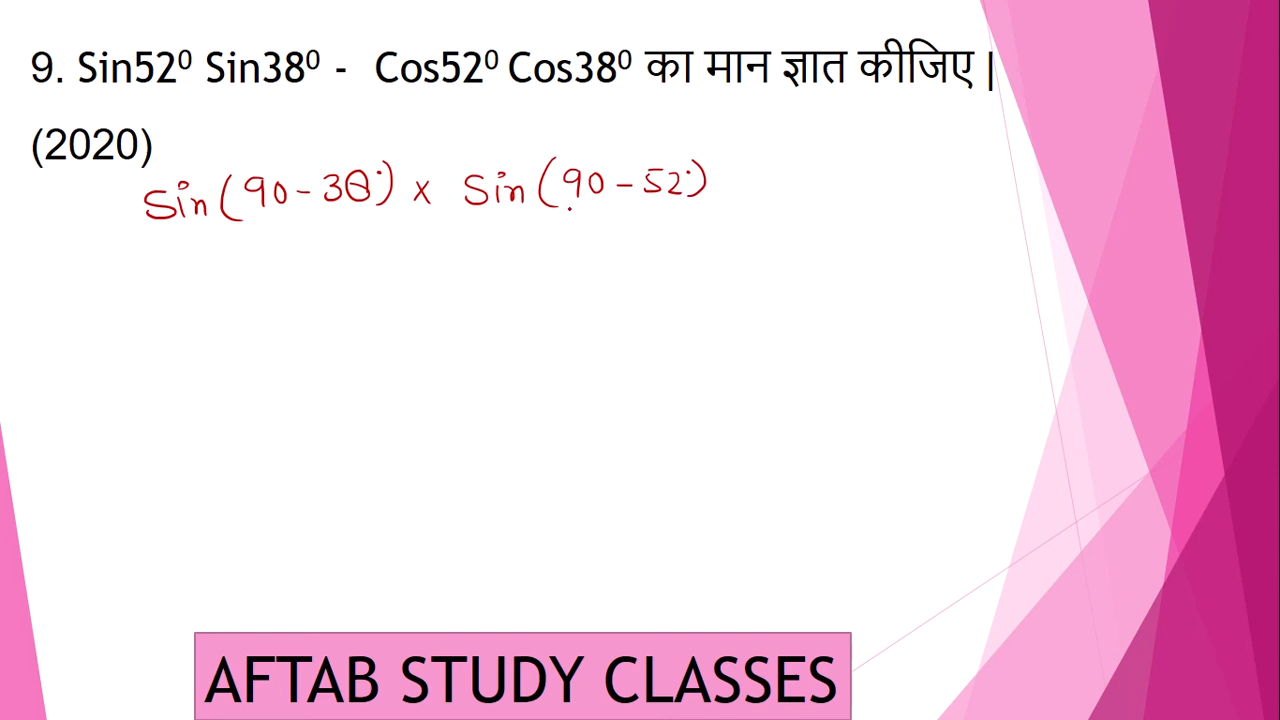 9. Sin52⁰ Sin38⁰ - Cos52⁰ Cos38⁰ का मान ज्ञात कीजिए |
(2020)
Sin(90-38°) x Sin(90-52°)
AFTAB STUDY CLASSES